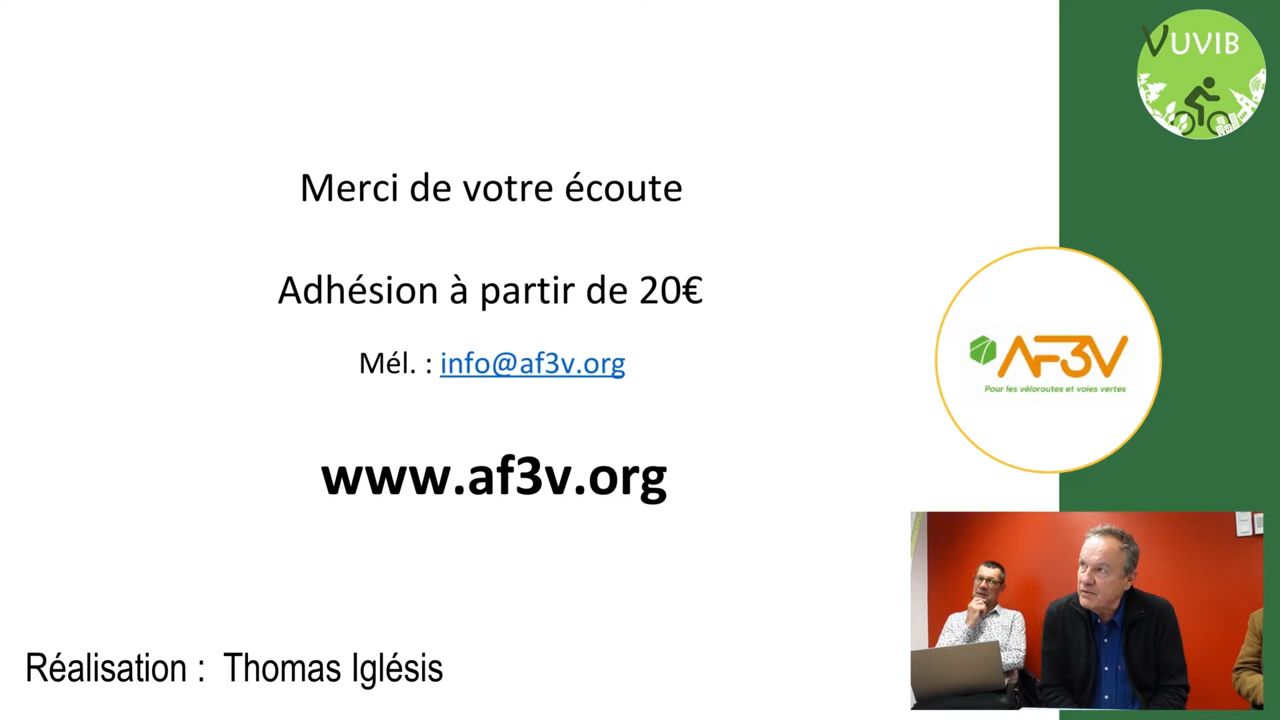 VUVIB
Merci de votre écoute
Adhésion à partir de 20€
Mél. : info@af3v.org
www.af3v.org
AF3V
Pour les véloroutes et voies vertes
Réalisation : Thomas Iglésis